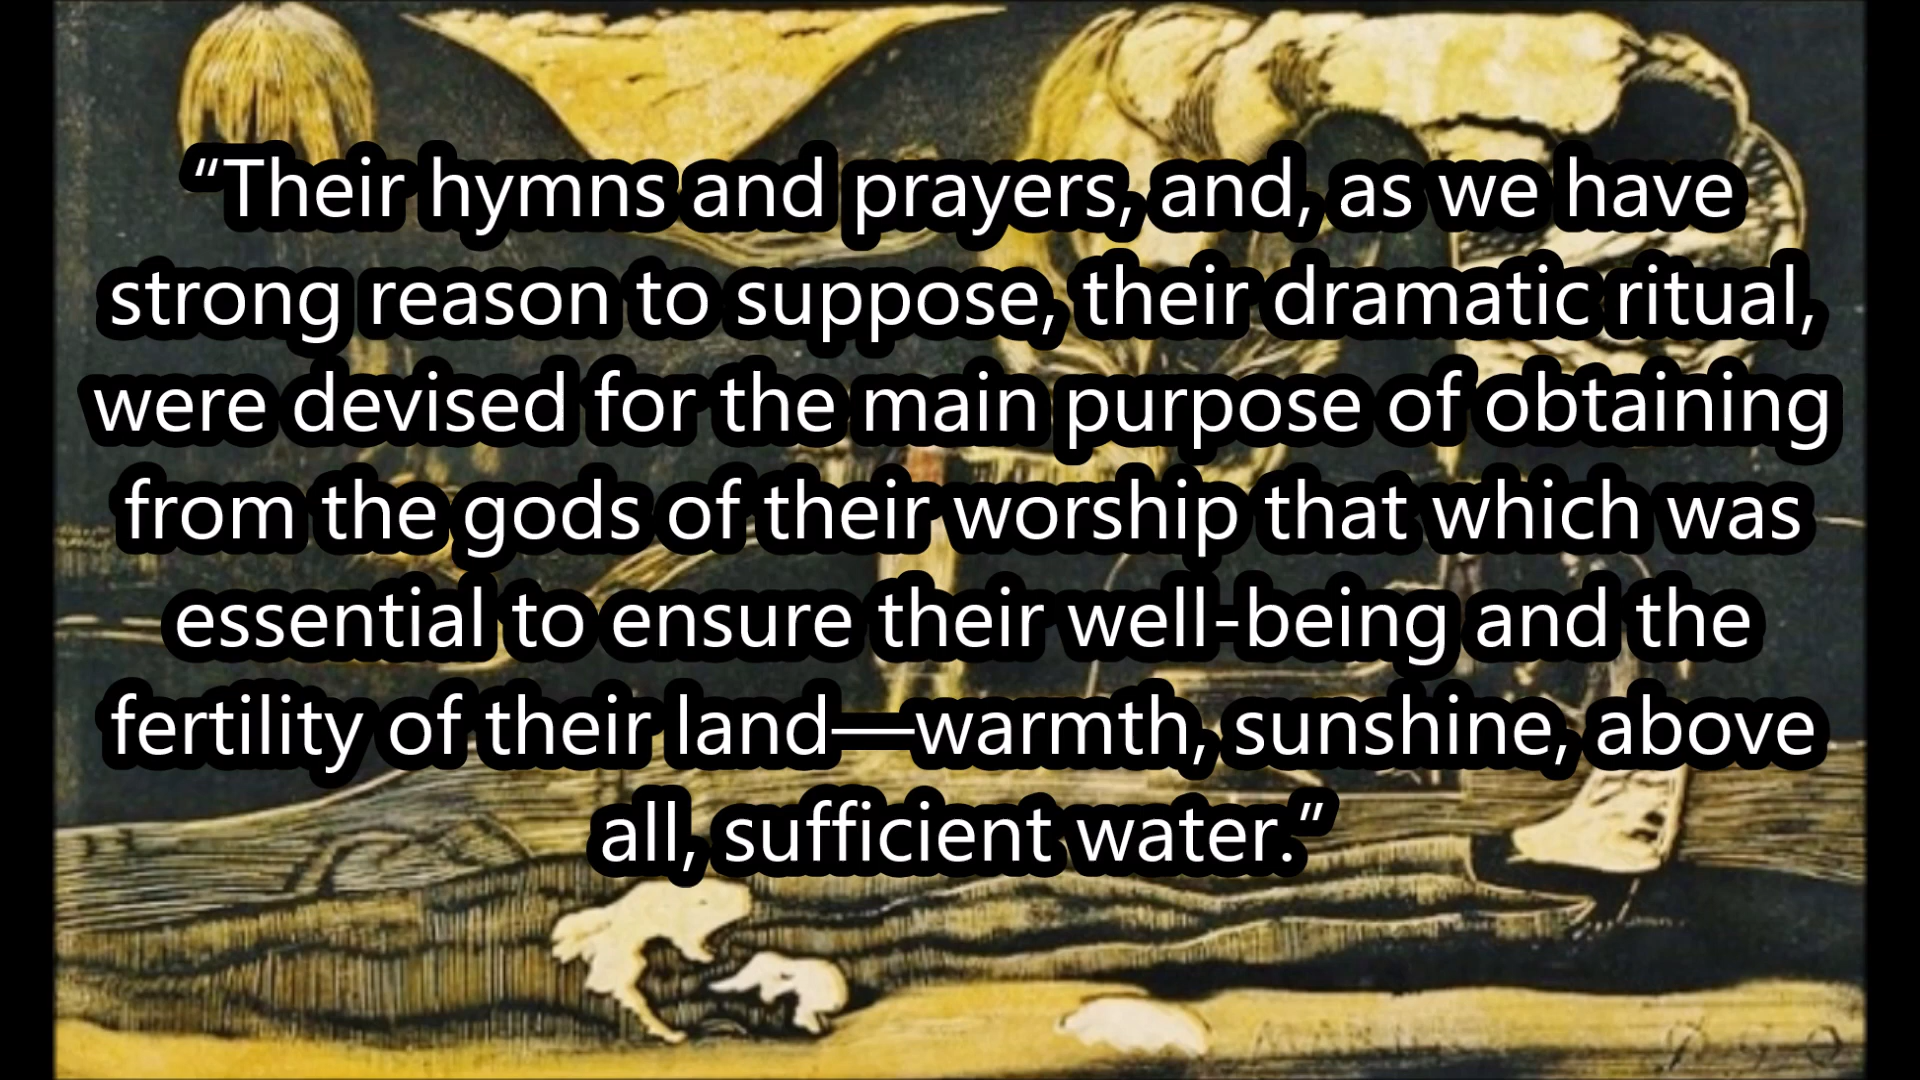 “Their hymns and prayers, and, as we have
strong reason to suppose, their dramatic ritual,
were devised for the main purpose of obtaining
from the gods of their worship that which was
essential to ensure their well-being and the
fertility of their land—warmth, sunshine, above
all, sufficient water.”